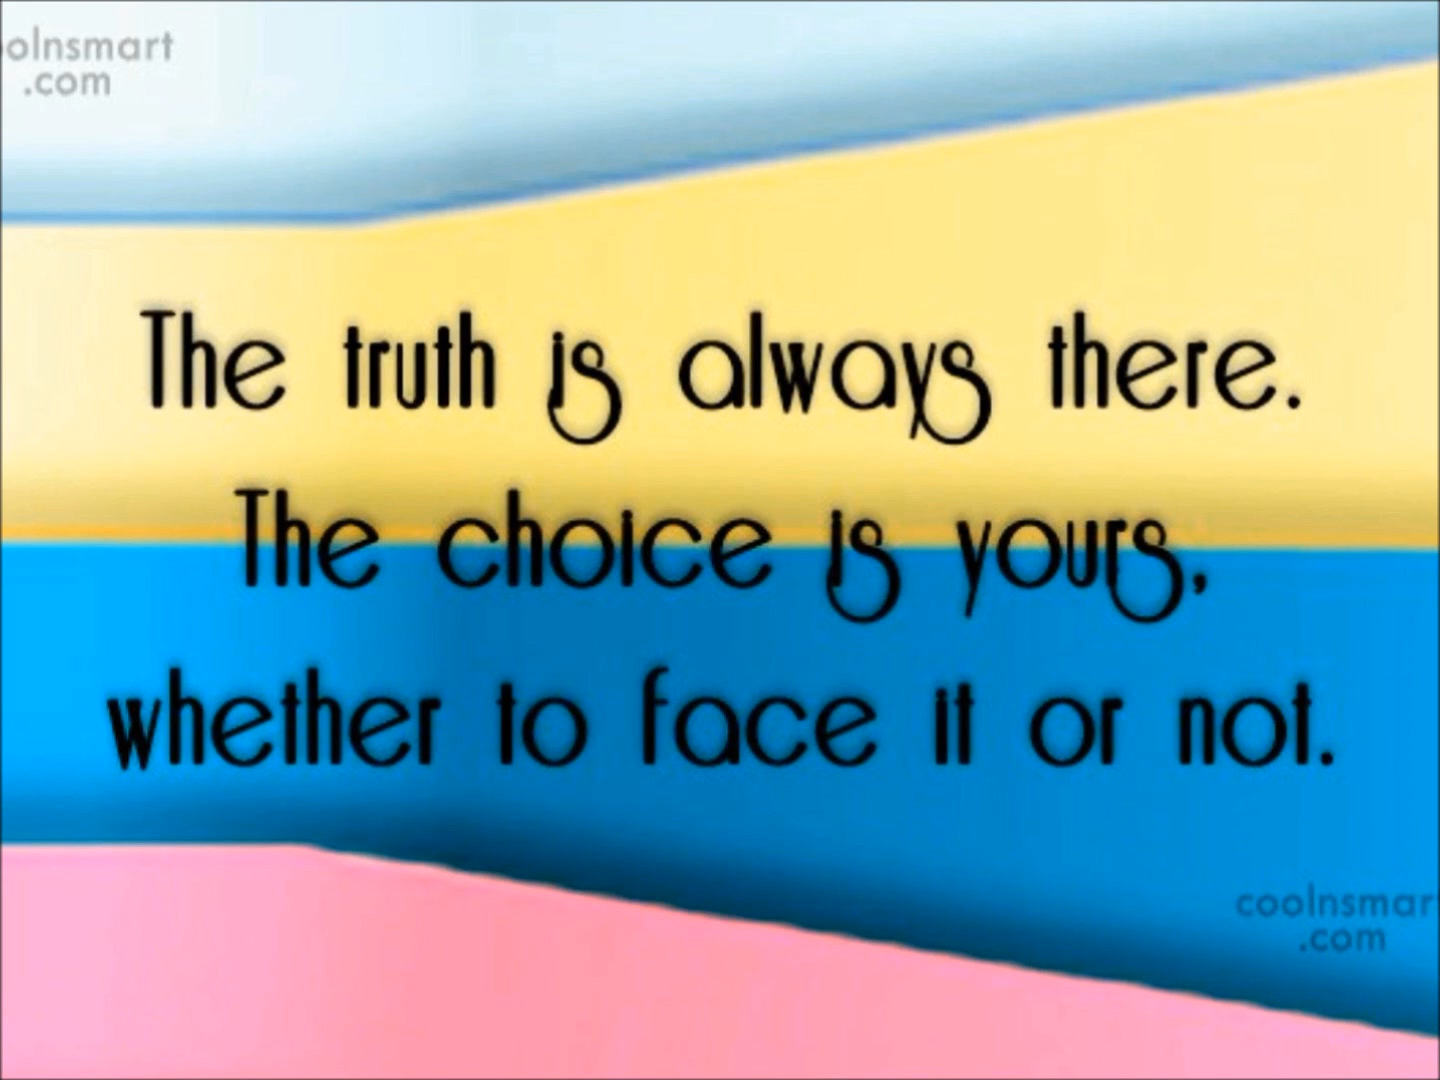 olnsmart
.com
The truth is always there.
The choice is yours,
whether to face it or not.
coolnsmar
.com